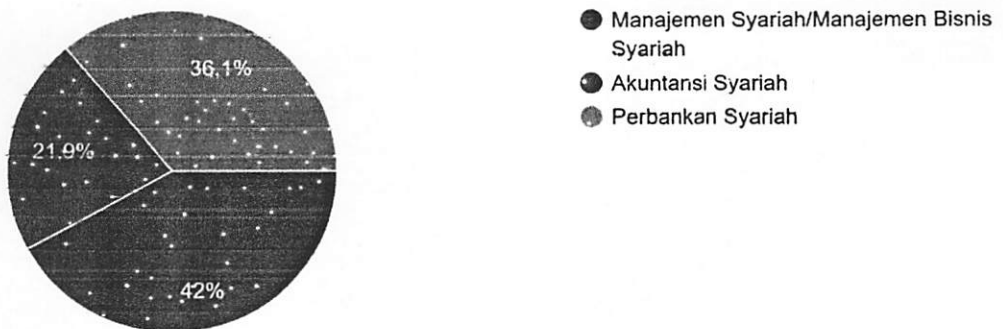 36,1%
21.9%
42%
Manajemen Syariah/Manajemen Bisnis
Syariah
Akuntansi Syariah
Perbankan Syariah